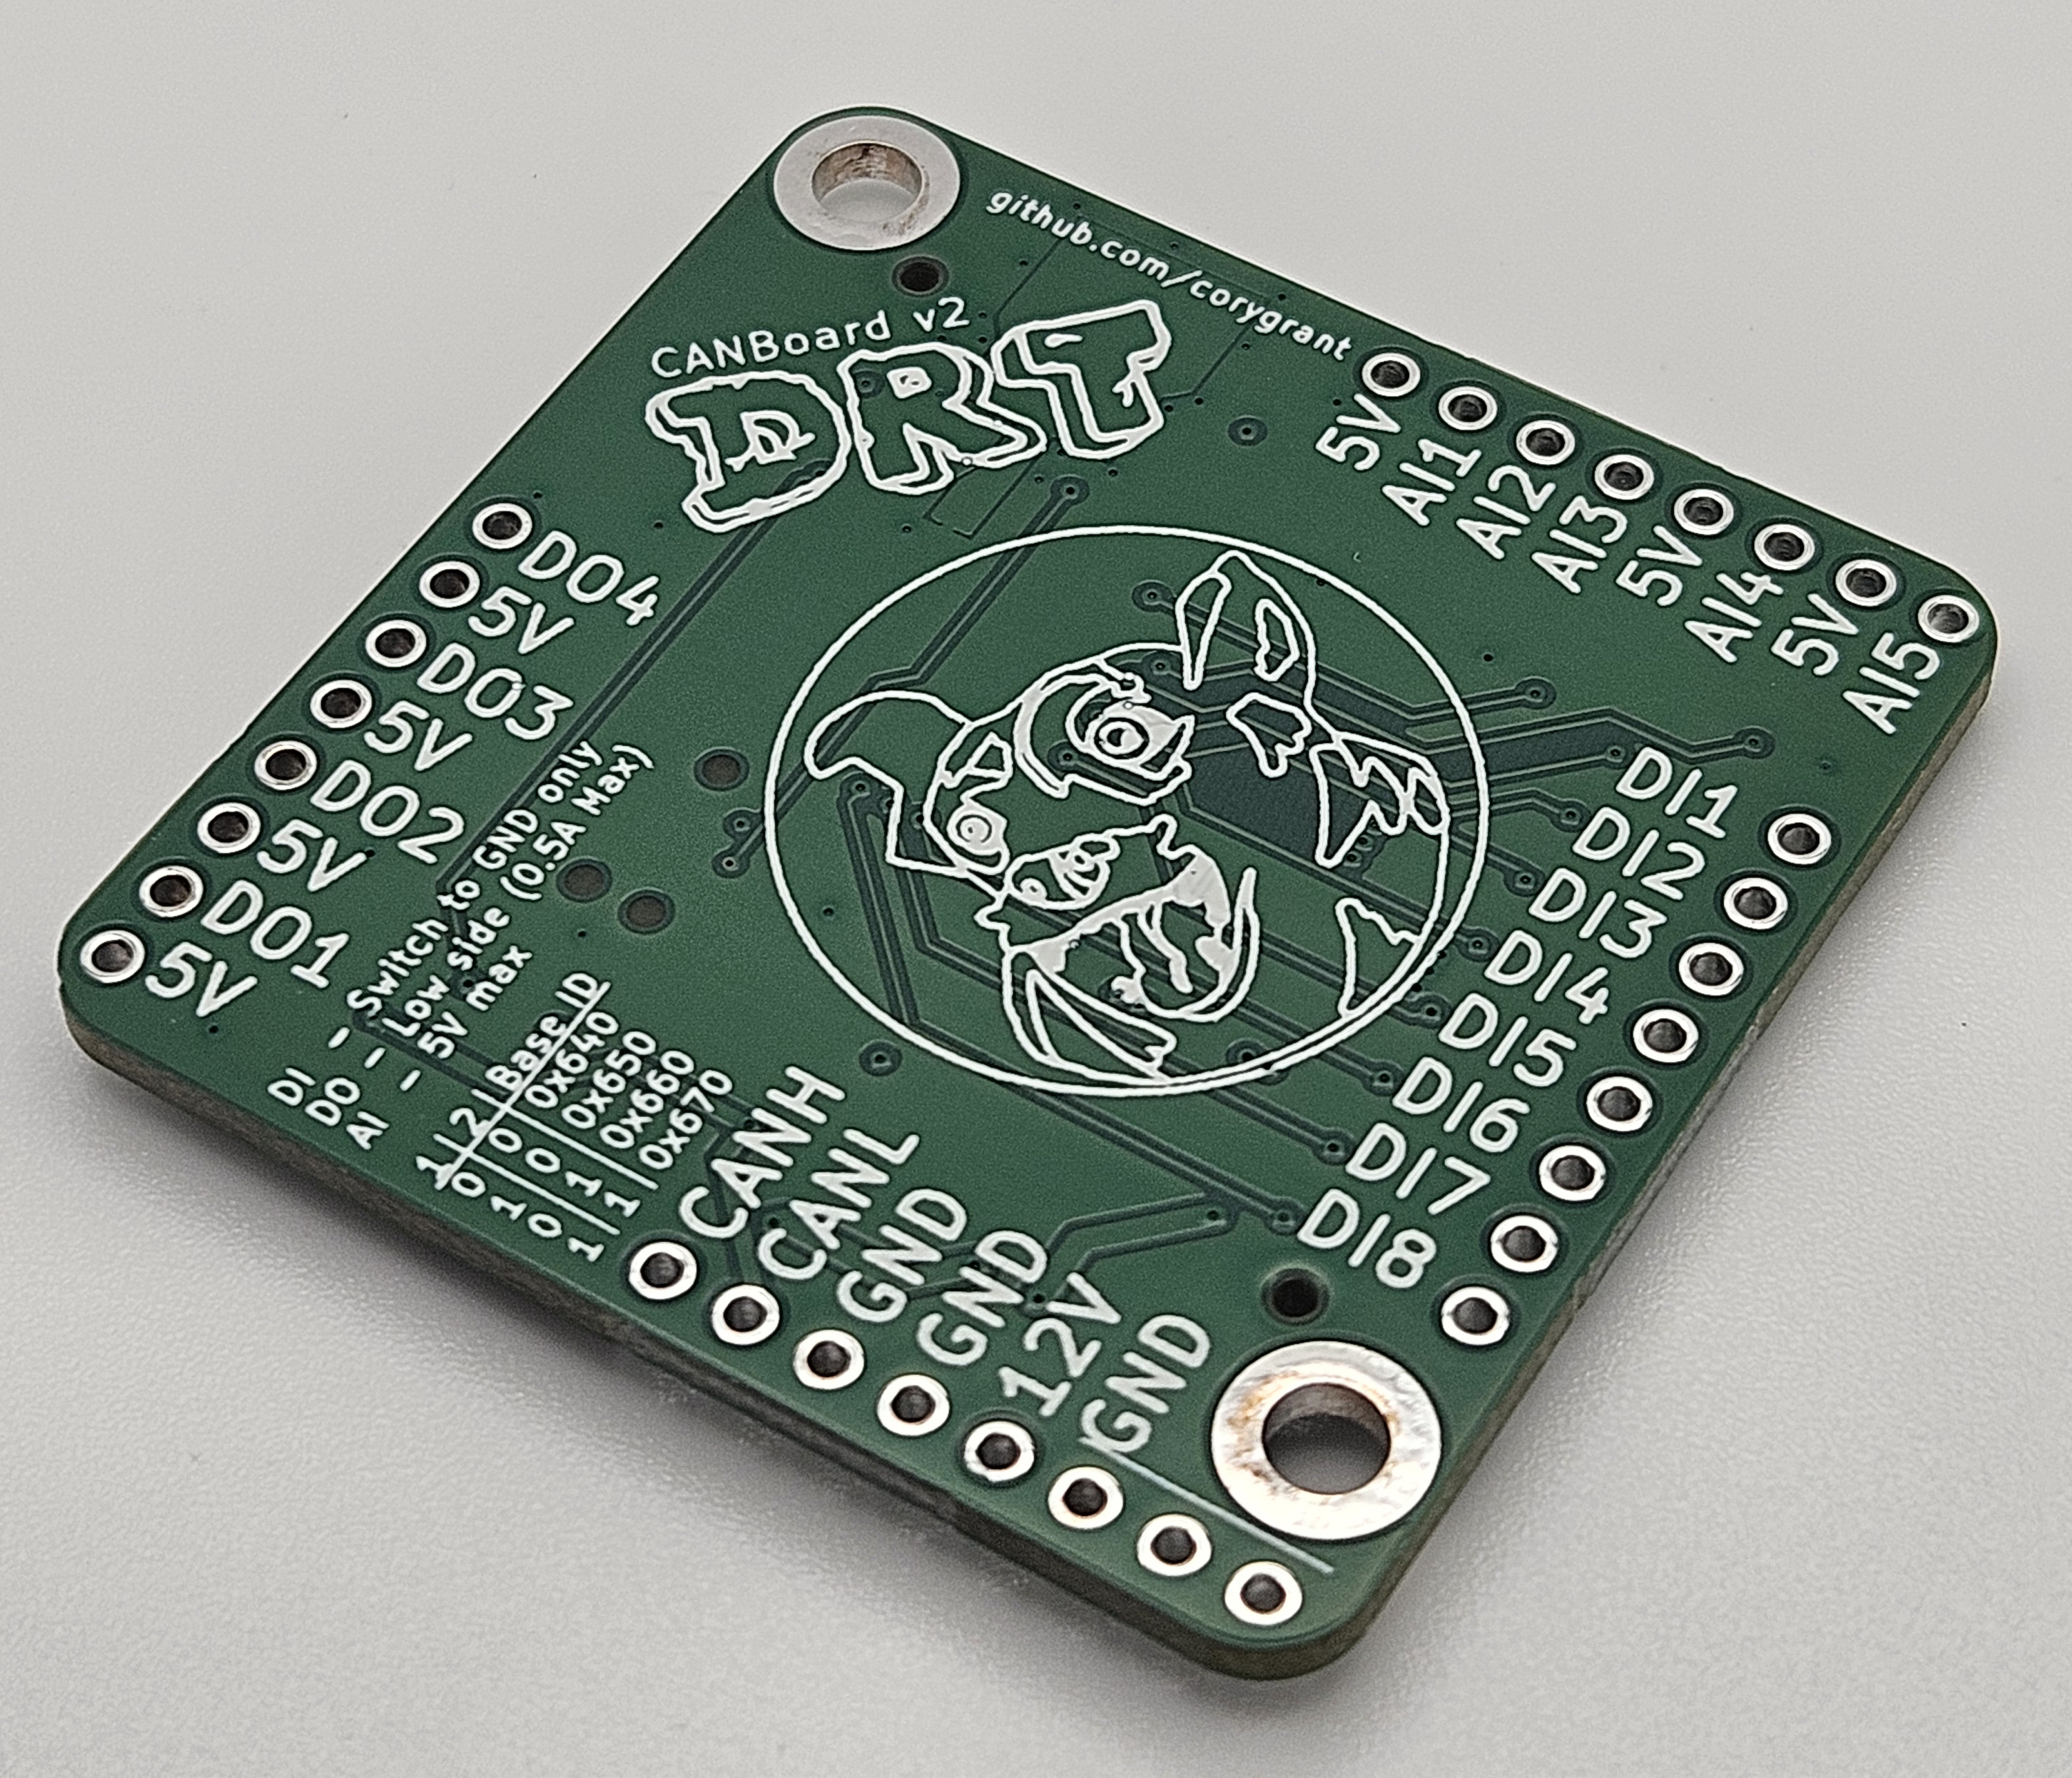 github.com/corygrant
CANBoard v2
DRT
5V
AI1
AI2
AI3
5V
AI4
5V
AI5
DO4
5V
DO3
5V
DO2
5V
DO1
5V
DI1
DI2
DI3
DI4
DI5
DI6
DI7
DI8
DI - Switch to GND only
DO - Low side (0.5A Max)
AI - 5V max
1|2|Base ID
0 0 0x640
1 0 0x650
0 1 0x660
1 1 0x670
CANH
CANL
GND
GND
12V
GND